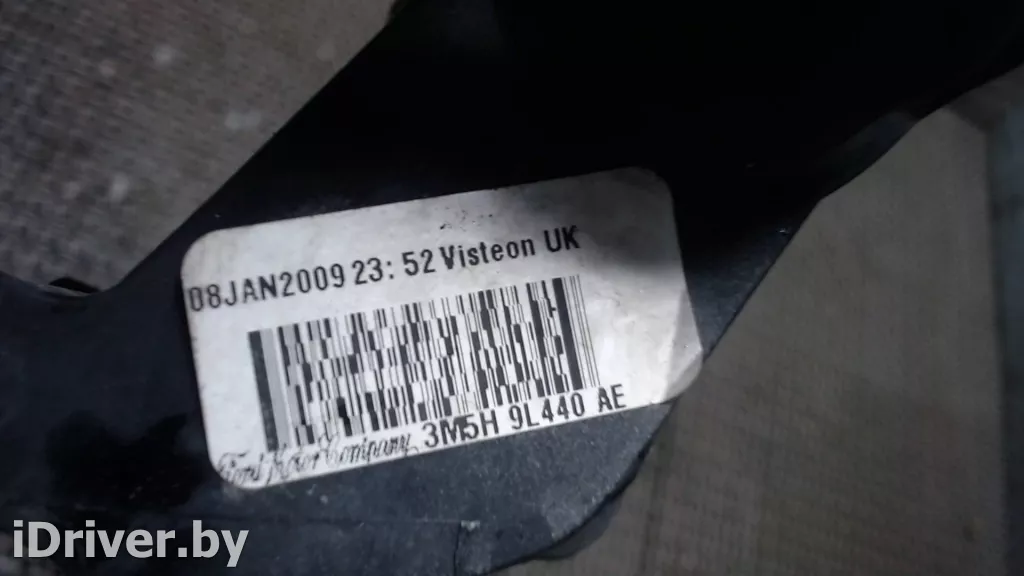 08JAN2009 23:52 Visteon UK
Ford Motor Company 3M5H 9L440 AE
iDriver.by